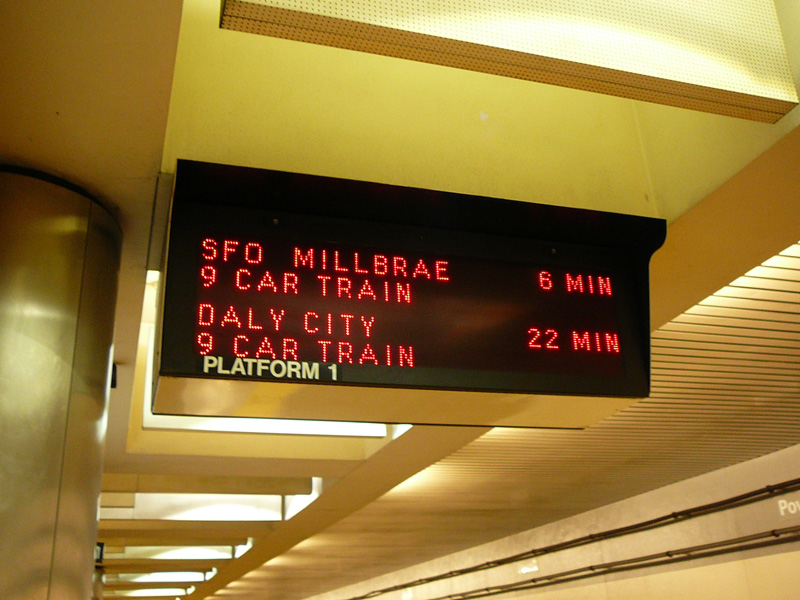 SFO MILLBRAE 6 MIN
9 CAR TRAIN
DALY CITY 22 MIN
9 CAR TRAIN
PLATFORM 1